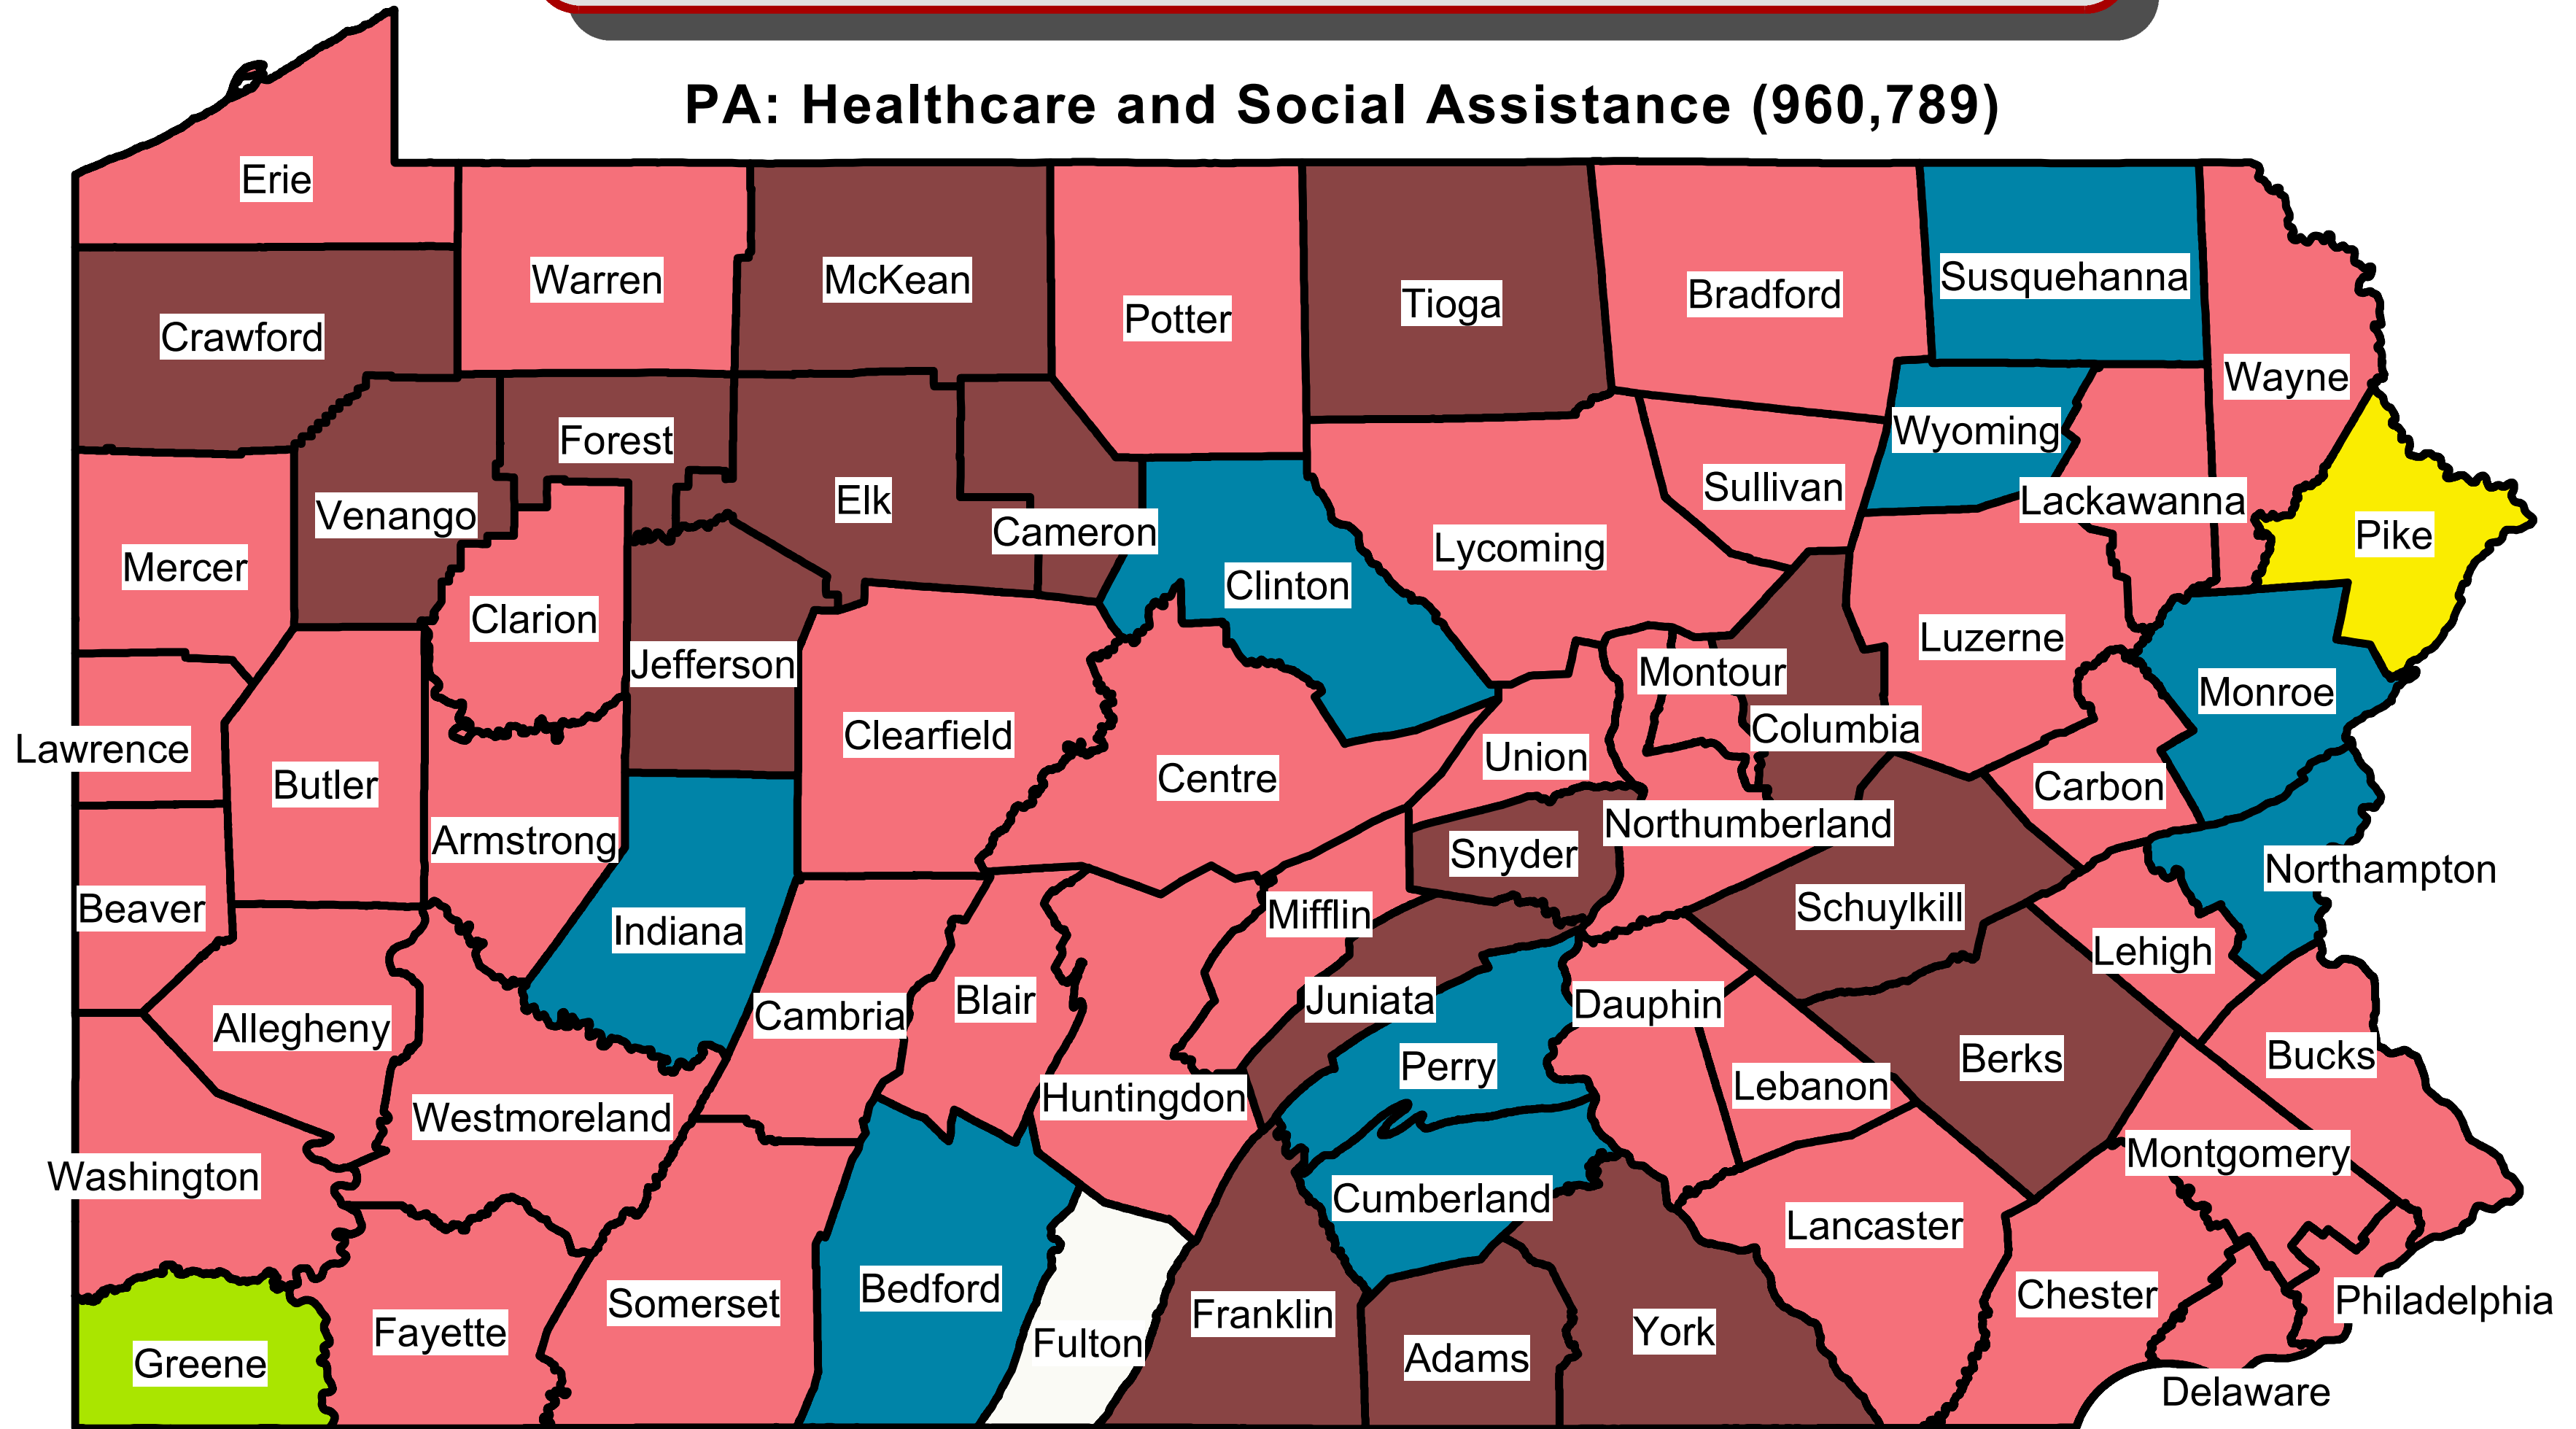 PA: Healthcare and Social Assistance (960,789)
Erie
Warren
McKean
Potter
Tioga
Bradford
Susquehanna
Wayne
Crawford
Forest
Wyoming
Sullivan
Lackawanna
Elk
Venango
Cameron
Pike
Mercer
Lycoming
Clinton
Clarion
Luzerne
Jefferson
Montour
Monroe
Columbia
Clearfield
Lawrence
Union
Centre
Butler
Carbon
Northumberland
Armstrong
Snyder
Northampton
Beaver
Schuylkill
Mifflin
Indiana
Lehigh
Blair
Juniata
Dauphin
Cambria
Allegheny
Bucks
Berks
Perry
Lebanon
Huntingdon
Westmoreland
Montgomery
Washington
Cumberland
Lancaster
Bedford
Chester
Philadelphia
Somerset
Franklin
Fayette
York
Fulton
Adams
Greene
Delaware